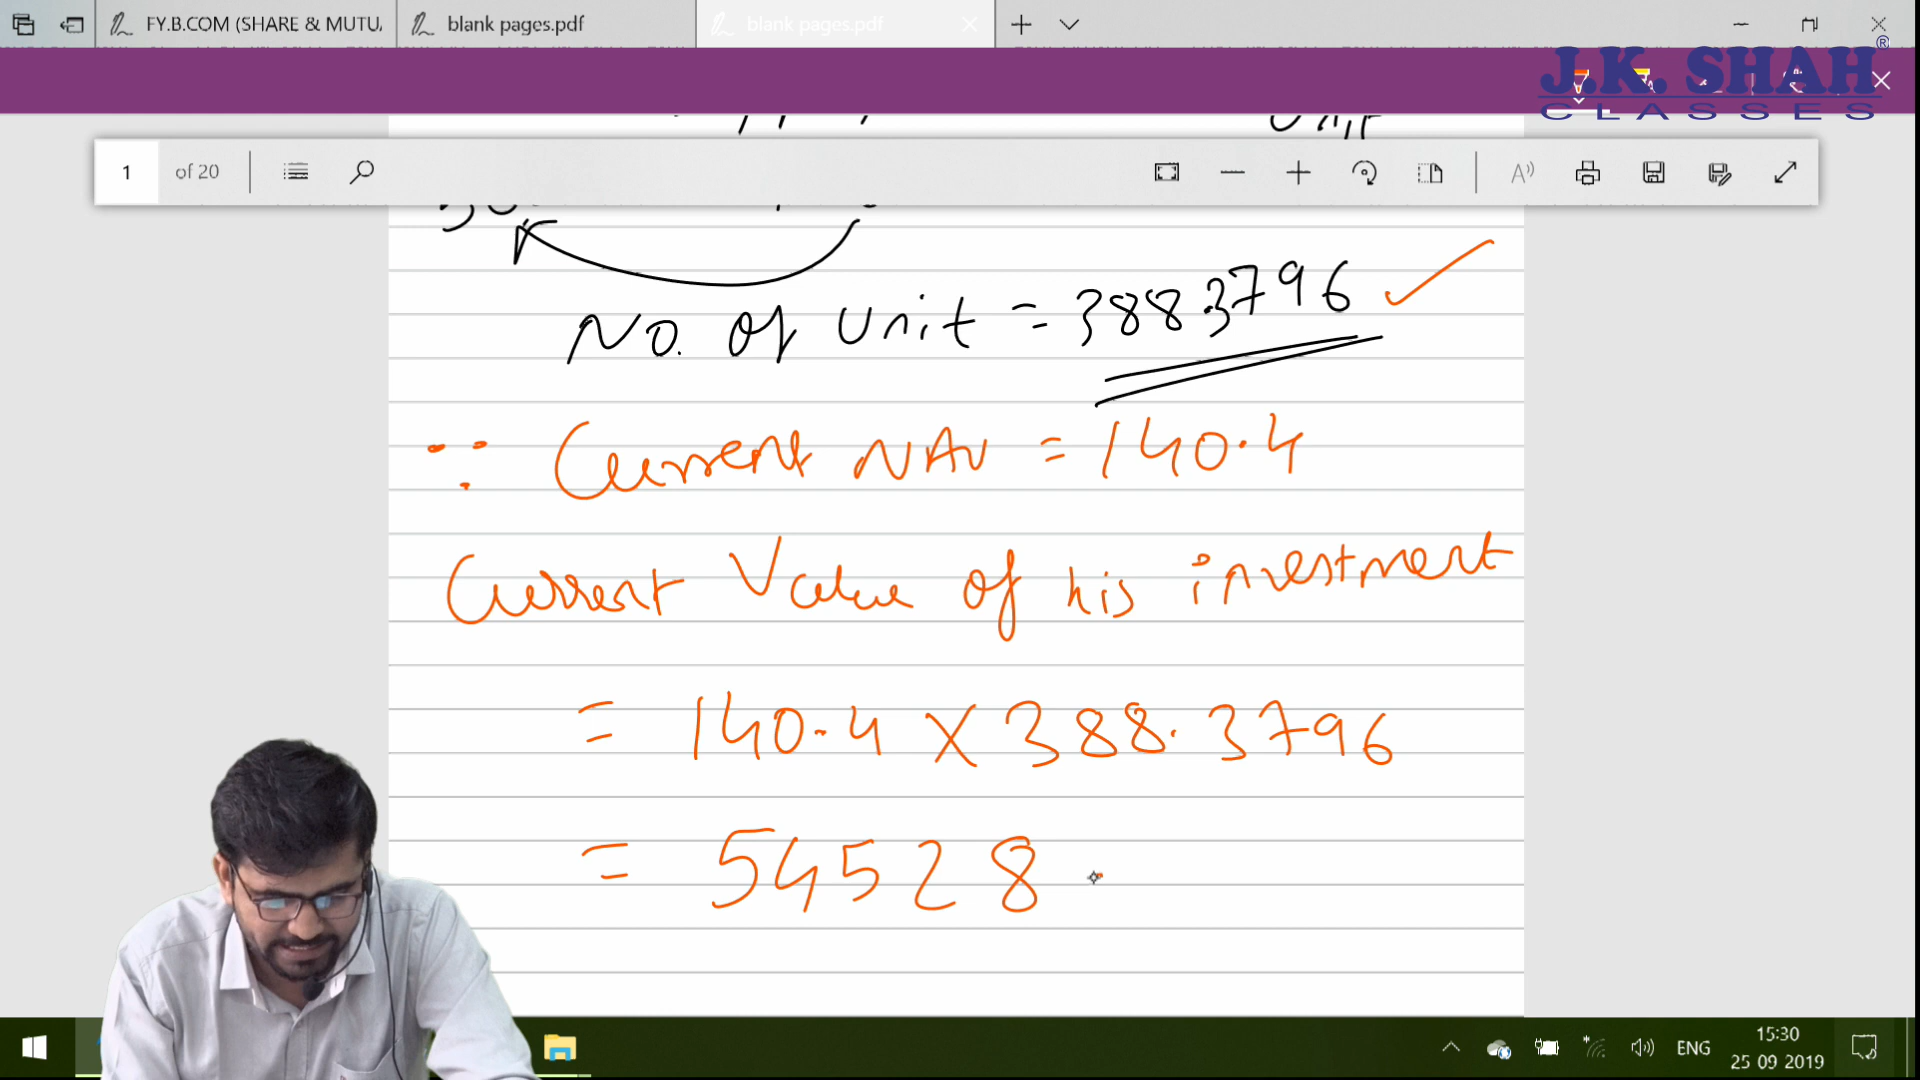 FY.B.COM (SHARE & MUTU
blank pages.pdf
blank pages.pdf
J.K. SHAH®
CLASSES
1 of 20
No. of Unit = 388.3796
∵ Current NAV = 140.4
Current Value of his investment
= 140.4 X 388.3796
= 54528.
ENG
15:30
25 09 2019